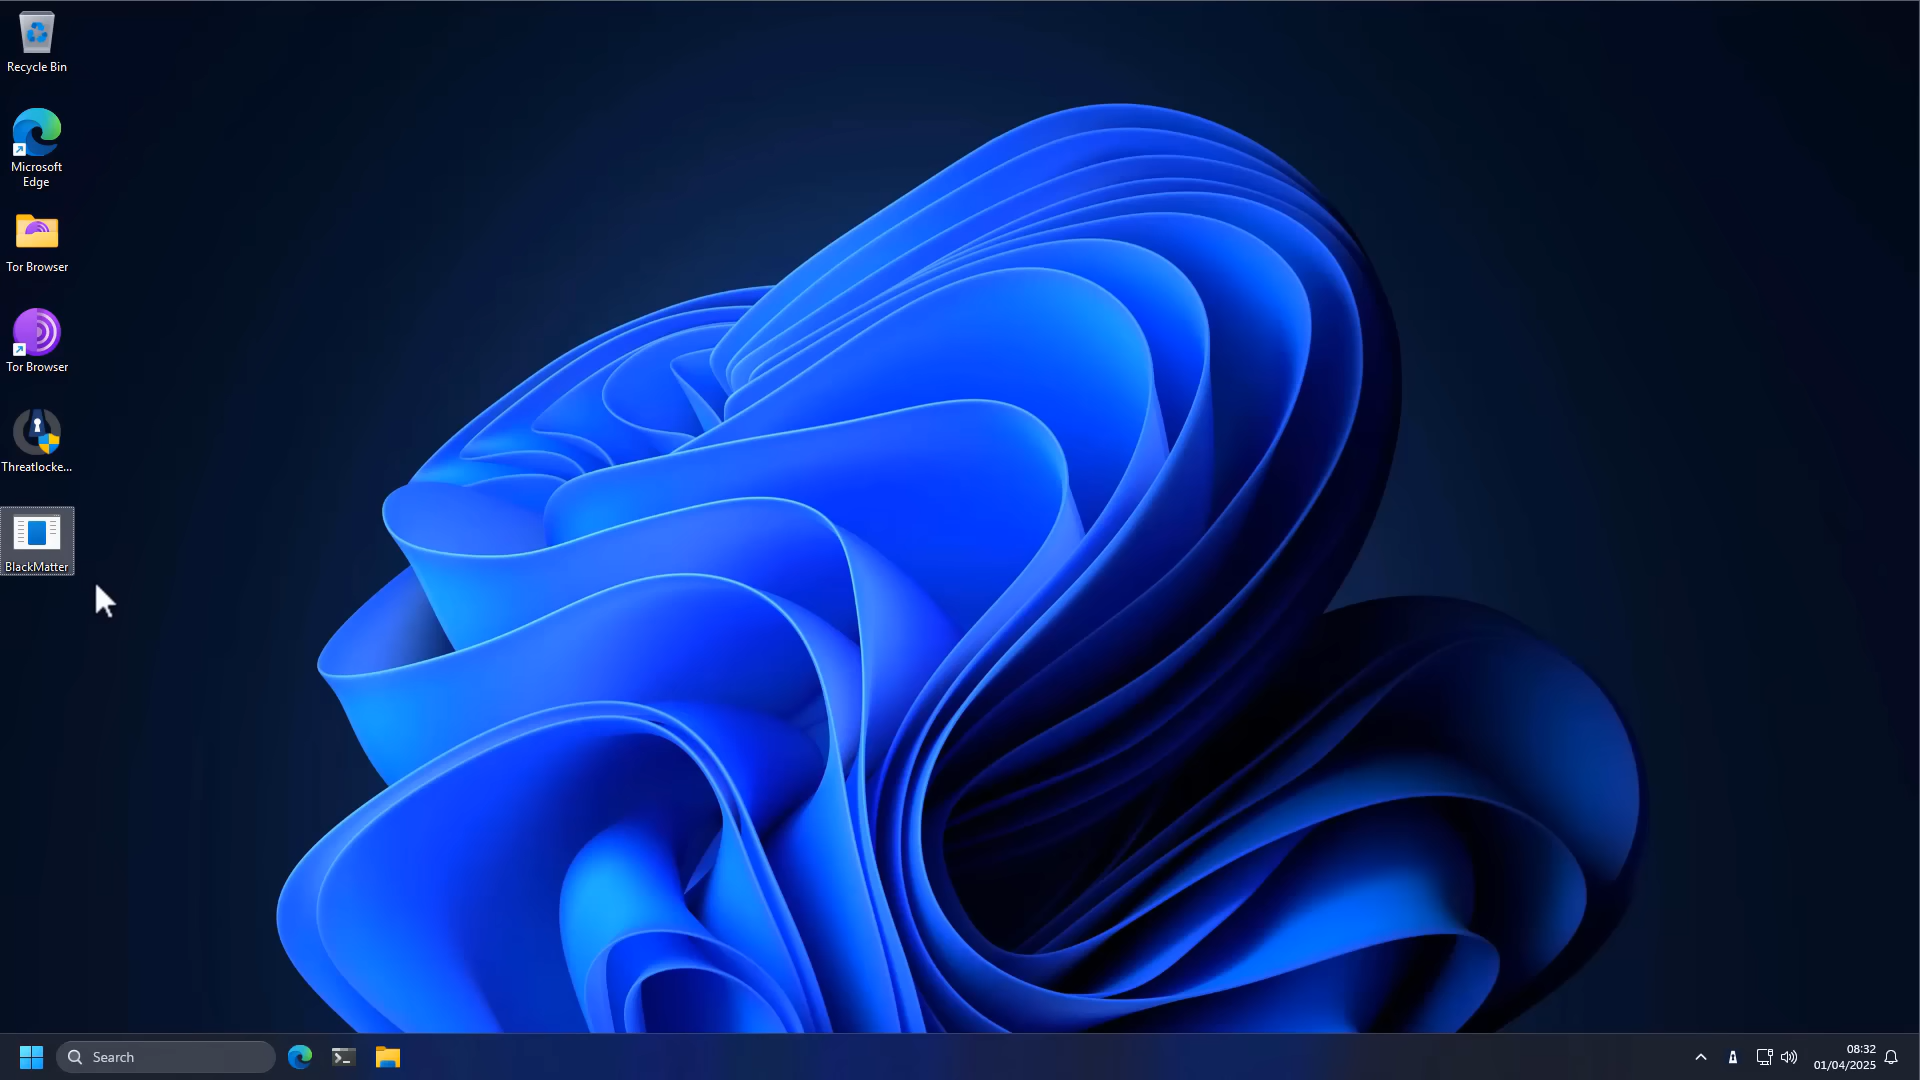 Recycle Bin
Microsoft
Edge
Tor Browser
Tor Browser
Threatlocke...
BlackMatter
Search
08:32
01/04/2025